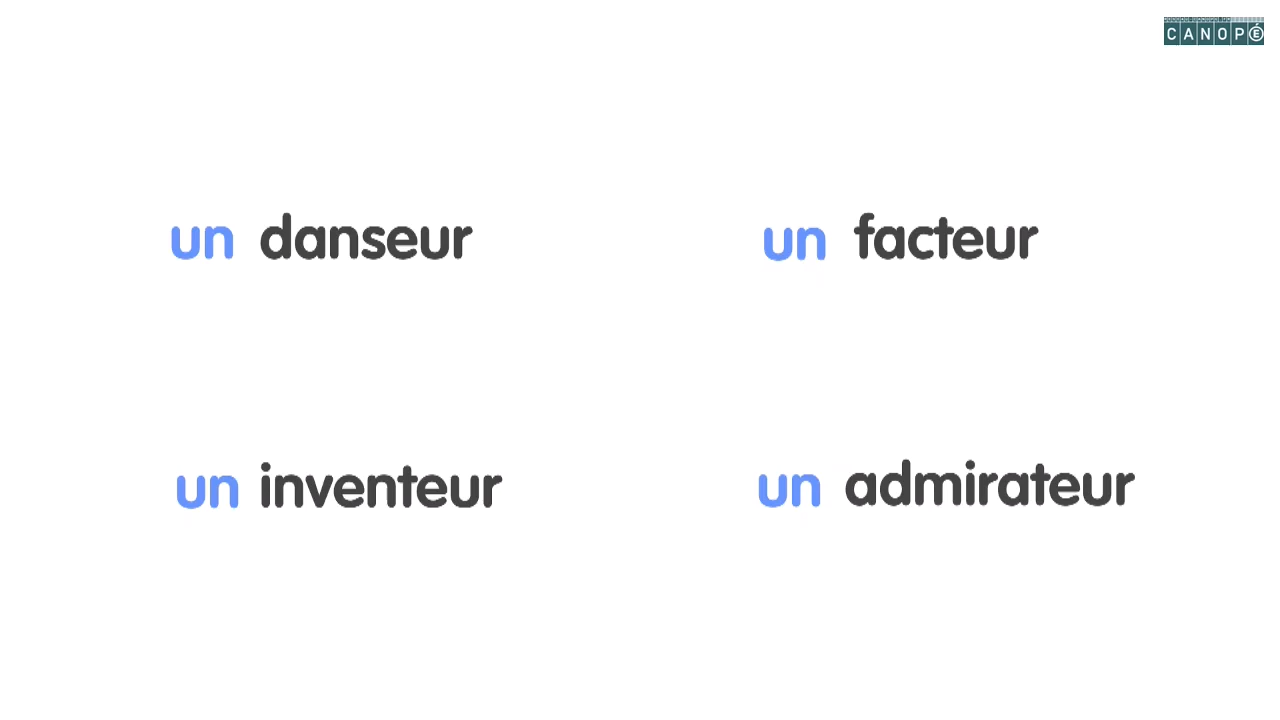 CANOPÉ
un danseur
un facteur
un inventeur
un admirateur